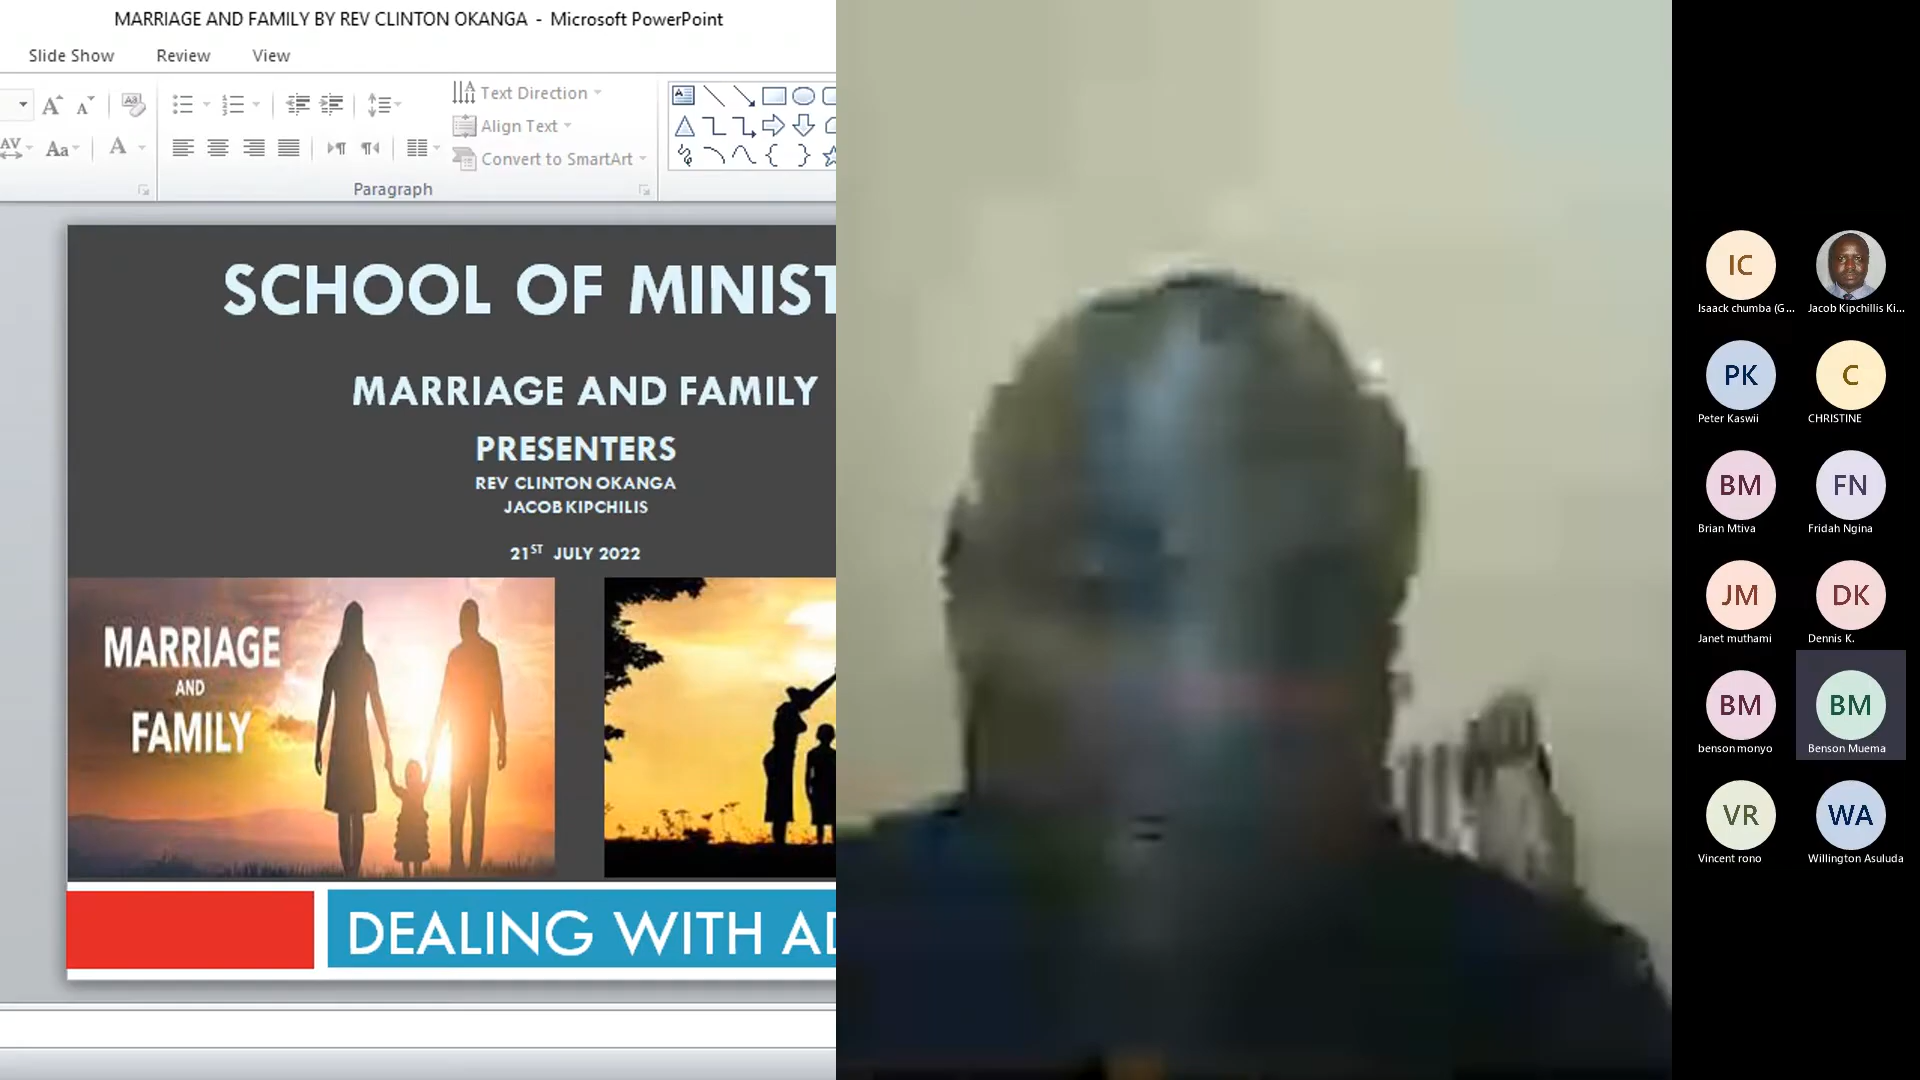 MARRIAGE AND FAMILY BY REV CLINTON OKANGA - Microsoft PowerPoint
Slide Show Review View
Text Direction
Align Text
Convert to SmartArt
Aa
A
Paragraph
SCHOOL OF MINIST
MARRIAGE AND FAMILY
PRESENTERS
REV CLINTON OKANGA
JACOB KIPCHILIS
21ST JULY 2022
MARRIAGE
AND
FAMILY
DEALING WITH AD
IC
Isaack chumba (G...
Jacob Kipchillis Ki...
PK
Peter Kaswii
C
CHRISTINE
BM
Brian Mtiva
FN
Fridah Ngina
JM
Janet muthami
DK
Dennis K.
BM
benson monyo
BM
Benson Muema
VR
Vincent rono
WA
Willington Asuluda